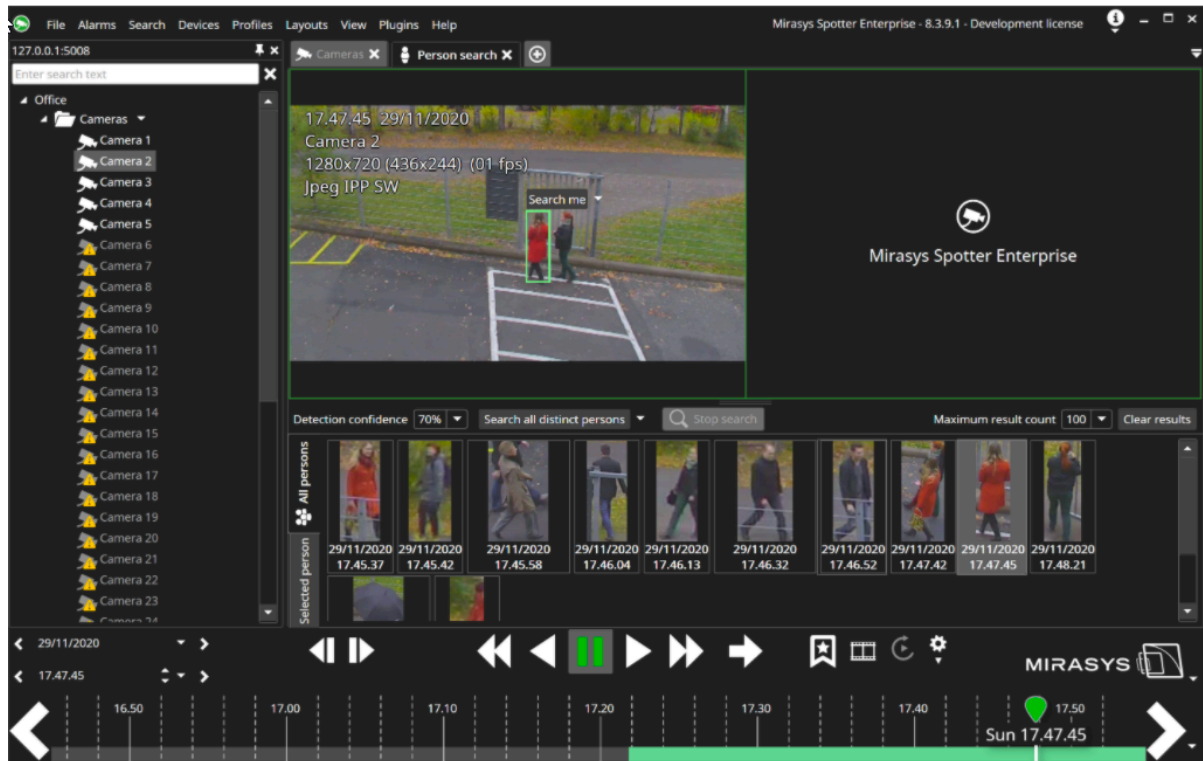 File Alarms Search Devices Profiles Layouts View Plugins Help
Mirasys Spotter Enterprise - 8.3.9.1 - Development license
127.0.0.1:5008
Cameras
Person search
Enter search text
Office
Cameras
Camera 1
Camera 2
Camera 3
Camera 4
Camera 5
Camera 6
Camera 7
Camera 8
Camera 9
Camera 10
Camera 11
Camera 12
Camera 13
Camera 14
Camera 15
Camera 16
Camera 17
Camera 18
Camera 19
Camera 20
Camera 21
Camera 22
Camera 23
Camera 24
17.47.45 29/11/2020
Camera 2
1280x720 (436x244) (01 fps)
Jpeg IPP SW
Search me
Mirasys Spotter Enterprise
Detection confidence 70% Search all distinct persons Stop search Maximum result count 100 Clear results
All persons
Selected person
29/11/2020 29/11/2020 29/11/2020 29/11/2020 29/11/2020 29/11/2020 29/11/2020 29/11/2020 29/11/2020 29/11/2020
17.45.37 17.45.42 17.45.58 17.46.04 17.46.13 17.46.32 17.46.52 17.47.42 17.47.45 17.48.21
29/11/2020
17.47.45
MIRASYS
16.50 17.00 17.10 17.20 17.30 17.40 17.50
Sun 17.47.45